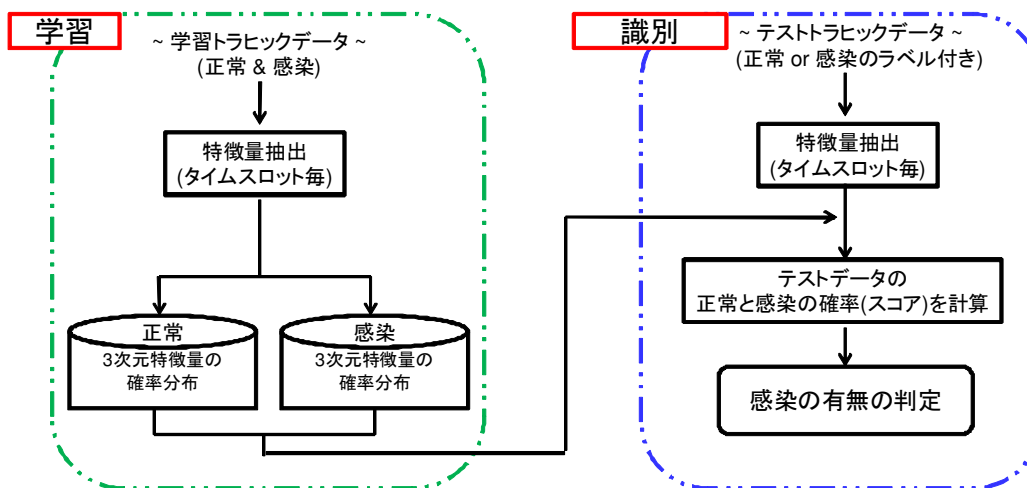 学習
~ 学習トラヒックデータ ~
(正常 & 感染)
特徴量抽出
(タイムスロット毎)
正常
3次元特徴量の
確率分布
感染
3次元特徴量の
確率分布
識別
~ テストトラヒックデータ ~
(正常 or 感染のラベル付き)
特徴量抽出
(タイムスロット毎)
テストデータの
正常と感染の確率(スコア)を計算
感染の有無の判定